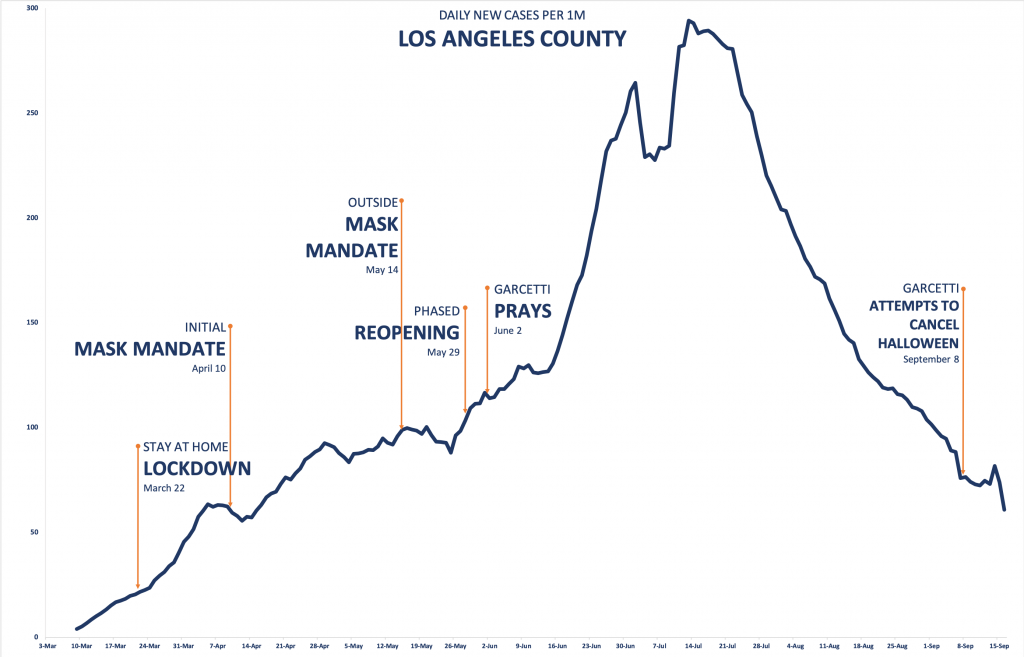 DAILY NEW CASES PER 1M
LOS ANGELES COUNTY
300
250
200
150
100
50
0
STAY AT HOME
LOCKDOWN
March 22
INITIAL
MASK MANDATE
April 10
OUTSIDE
MASK
MANDATE
May 14
PHASED
REOPENING
May 29
GARCETTI
PRAYS
June 2
GARCETTI
ATTEMPTS TO
CANCEL
HALLOWEEN
September 8
3-Mar 10-Mar 17-Mar 24-Mar 31-Mar 7-Apr 14-Apr 21-Apr 28-Apr 5-May 12-May 19-May 26-May 2-Jun 9-Jun 16-Jun 23-Jun 30-Jun 7-Jul 14-Jul 21-Jul 28-Jul 4-Aug 11-Aug 18-Aug 25-Aug 1-Sep 8-Sep 15-Sep